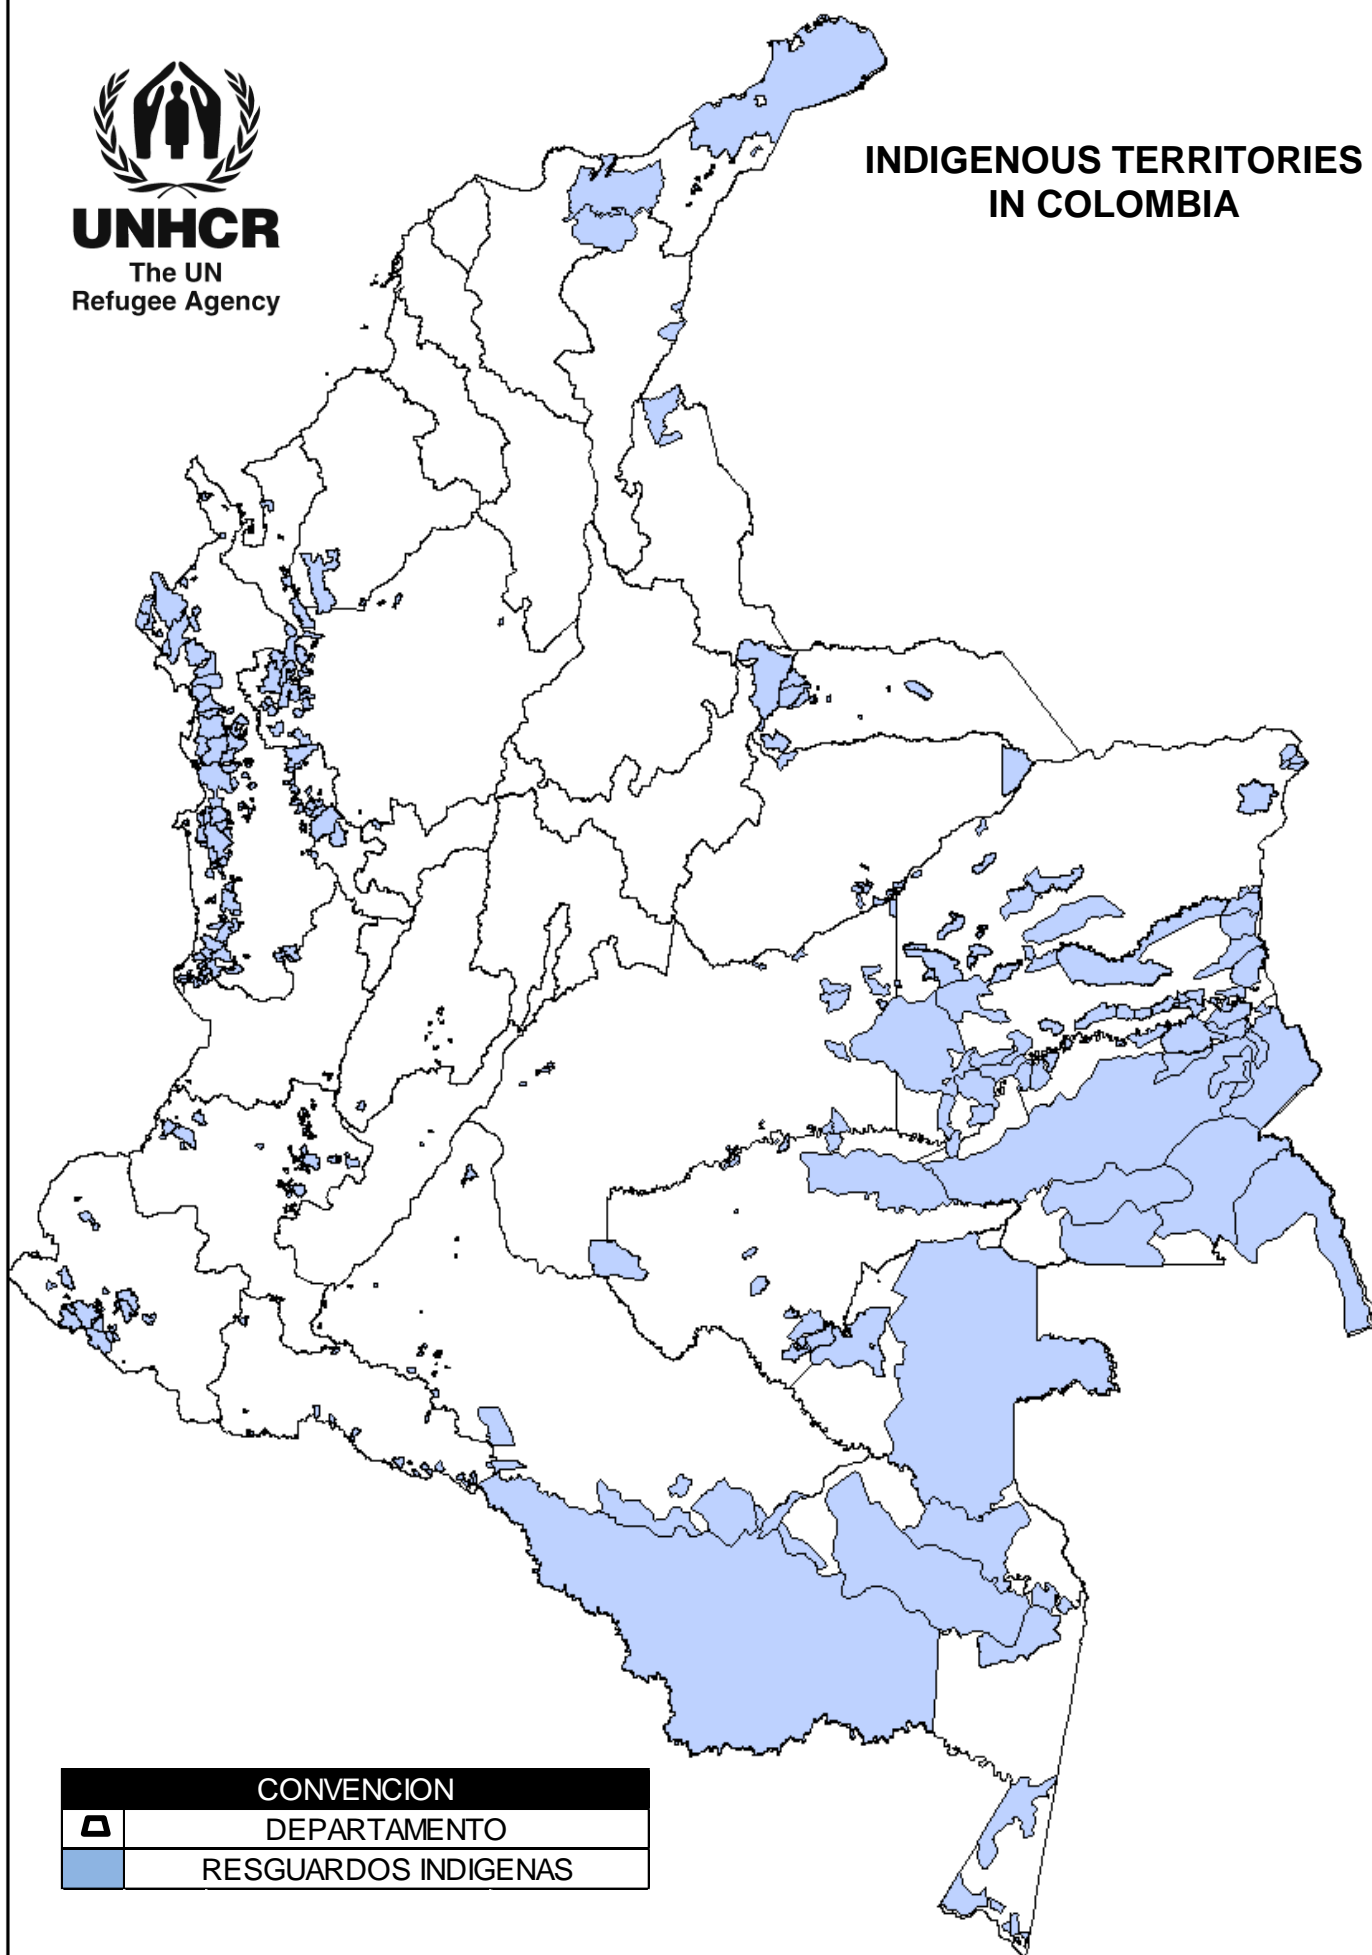 INDIGENOUS TERRITORIES
IN COLOMBIA
UNHCR
The UN
Refugee Agency
CONVENCION
DEPARTAMENTO
RESGUARDOS INDIGENAS